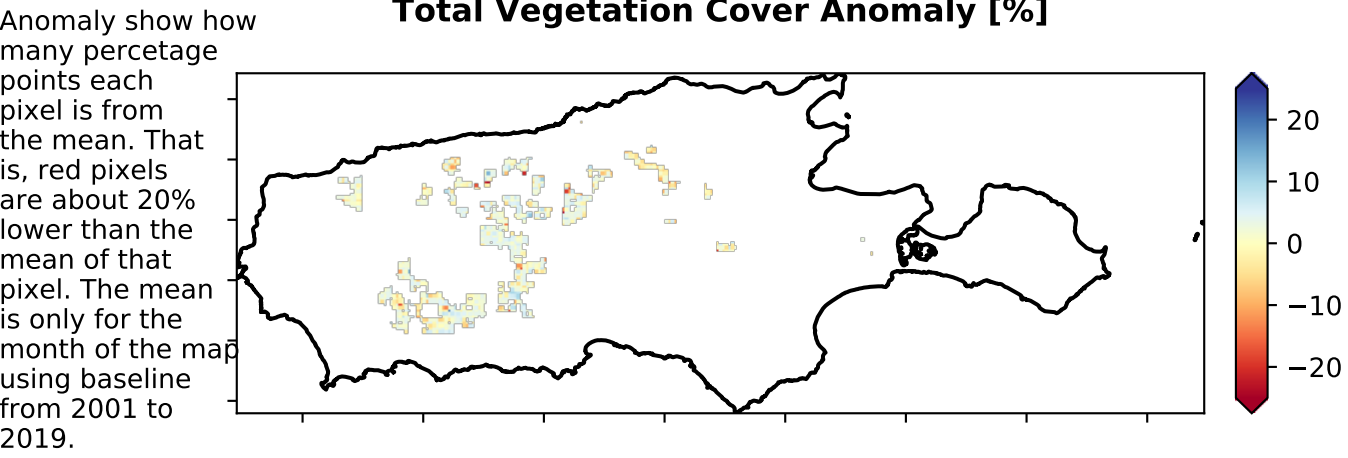 Total Vegetation Cover Anomaly [%]
Anomaly show how
many percetage
points each
pixel is from
the mean. That
is, red pixels
are about 20%
lower than the
mean of that
pixel. The mean
is only for the
month of the map
using baseline
from 2001 to
2019.
20
10
0
−10
−20